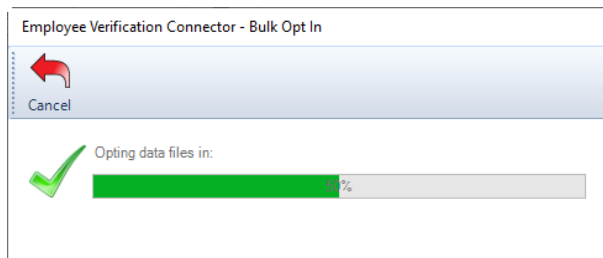 Employee Verification Connector - Bulk Opt In
Cancel
Opting data files in:
50%